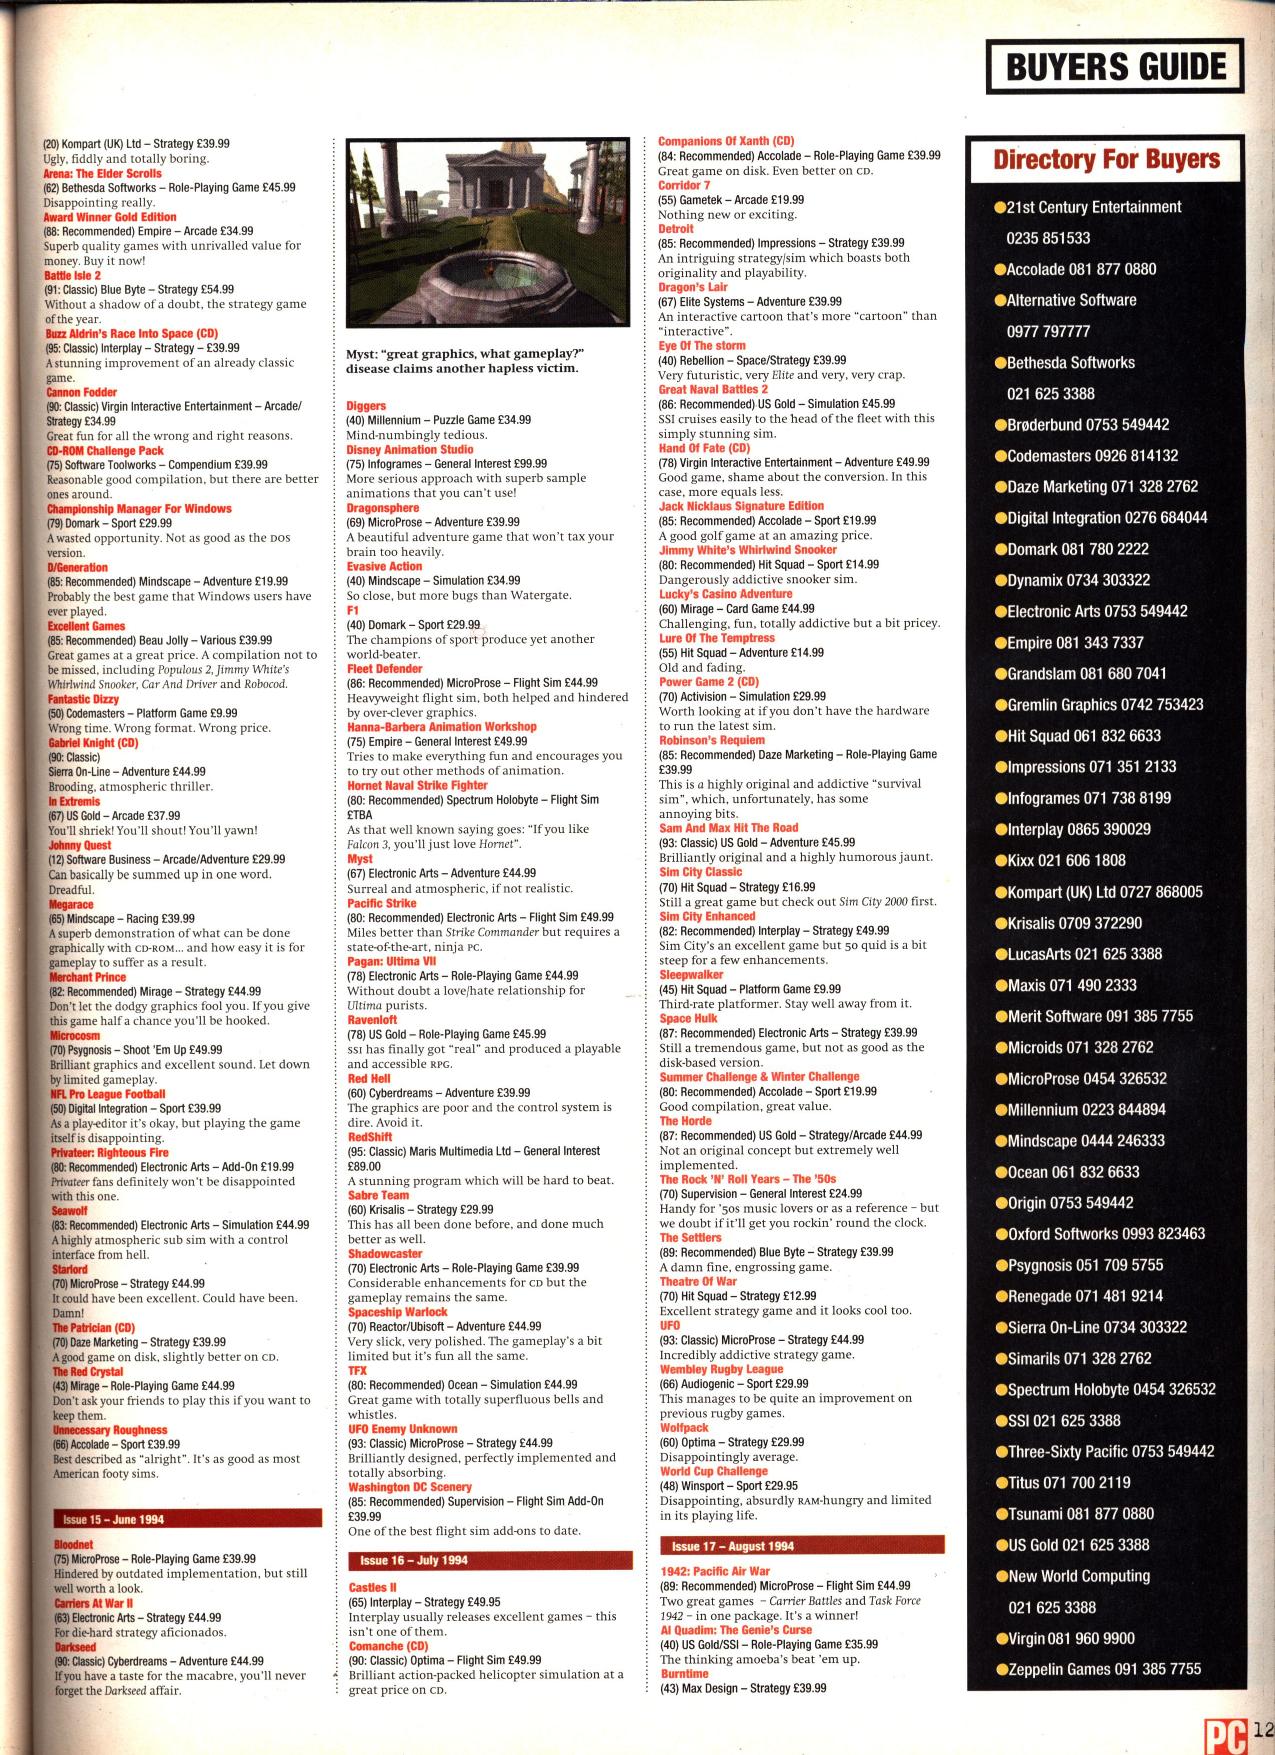 BUYERS GUIDE
(20) Kompart (UK) Ltd – Strategy £39.99
Ugly, fiddly and totally boring.
Arena: The Elder Scrolls
(62) Bethesda Softworks – Role-Playing Game £45.99
Disappointing really.
Award Winner Gold Edition
(88: Recommended) Empire – Arcade £34.99
Superb quality games with unrivalled value for
money. Buy it now!
Battle Isle 2
(91: Classic) Blue Byte – Strategy £54.99
Without a shadow of a doubt, the strategy game
of the year.
Buzz Aldrin's Race Into Space (CD)
(95: Classic) Interplay – Strategy – £39.99
A stunning improvement of an already classic
game.
Cannon Fodder
(90: Classic) Virgin Interactive Entertainment – Arcade/
Strategy £34.99
Great fun for all the wrong and right reasons.
CD-ROM Challenge Pack
(75) Software Toolworks – Compendium £39.99
Reasonable good compilation, but there are better
ones around.
Championship Manager For Windows
(79) Domark – Sport £29.99
A wasted opportunity. Not as good as the DOS
version.
D/Generation
(85: Recommended) Mindscape – Adventure £19.99
Probably the best game that Windows users have
ever played.
Excellent Games
(85: Recommended) Beau Jolly – Various £39.99
Great games at a great price. A compilation not to
be missed, including Populous 2, Jimmy White's
Whirlwind Snooker, Car And Driver and Robocod.
Fantastic Dizzy
(50) Codemasters – Platform Game £9.99
Wrong time. Wrong format. Wrong price.
Gabriel Knight (CD)
(90: Classic)
Sierra On-Line – Adventure £44.99
Brooding, atmospheric thriller.
In Extremis
(67) US Gold – Arcade £37.99
You'll shriek! You'll shout! You'll yawn!
Johnny Quest
(12) Software Business – Arcade/Adventure £29.99
Can basically be summed up in one word.
Dreadful.
Megarace
(65) Mindscape – Racing £39.99
A superb demonstration of what can be done
graphically with CD-ROM... and how easy it is for
gameplay to suffer as a result.
Merchant Prince
(82: Recommended) Mirage – Strategy £44.99
Don't let the dodgy graphics fool you. If you give
this game half a chance you'll be hooked.
Microcosm
(70) Psygnosis – Shoot 'Em Up £49.99
Brilliant graphics and excellent sound. Let down
by limited gameplay.
NFL Pro League Football
(50) Digital Integration – Sport £39.99
As a play-editor it's okay, but playing the game
itself is disappointing.
Privateer: Righteous Fire
(80: Recommended) Electronic Arts – Add-On £19.99
Privateer fans definitely won't be disappointed
with this one.
Seawolf
(83: Recommended) Electronic Arts – Simulation £44.99
A highly atmospheric sub sim with a control
interface from hell.
Starlord
(70) MicroProse – Strategy £44.99
It could have been excellent. Could have been.
Damn!
The Patrician (CD)
(70) Daze Marketing – Strategy £39.99
A good game on disk, slightly better on CD.
The Red Crystal
(43) Mirage – Role-Playing Game £44.99
Don't ask your friends to play this if you want to
keep them.
Unnecessary Roughness
(66) Accolade – Sport £39.99
Best described as "alright". It's as good as most
American footy sims.
Issue 15 – June 1994
Bloodnet
(75) MicroProse – Role-Playing Game £39.99
Hindered by outdated implementation, but still
well worth a look.
Carriers At War II
(63) Electronic Arts – Strategy £44.99
For die-hard strategy aficionados.
Darkseed
(90: Classic) Cyberdreams – Adventure £44.99
If you have a taste for the macabre, you'll never
forget the Darkseed affair.
Myst: "great graphics, what gameplay?"
disease claims another hapless victim.
Diggers
(40) Millennium – Puzzle Game £34.99
Mind-numbingly tedious.
Disney Animation Studio
(75) Infogrames – General Interest £99.99
More serious approach with superb sample
animations that you can't use!
Dragonsphere
(69) MicroProse – Adventure £39.99
A beautiful adventure game that won't tax your
brain too heavily.
Evasive Action
(40) Mindscape – Simulation £34.99
So close, but more bugs than Watergate.
F1
(40) Domark – Sport £29.99
The champions of sport produce yet another
world-beater.
Fleet Defender
(86: Recommended) MicroProse – Flight Sim £44.99
Heavyweight flight sim, both helped and hindered
by over-clever graphics.
Hanna-Barbera Animation Workshop
(75) Empire – General Interest £49.99
Tries to make everything fun and encourages you
to try out other methods of animation.
Hornet Naval Strike Fighter
(80: Recommended) Spectrum Holobyte – Flight Sim
£TBA
As that well known saying goes: "If you like
Falcon 3, you'll just love Hornet".
Myst
(67) Electronic Arts – Adventure £44.99
Surreal and atmospheric, if not realistic.
Pacific Strike
(80: Recommended) Electronic Arts – Flight Sim £49.99
Miles better than Strike Commander but requires a
state-of-the-art, ninja PC.
Pagan: Ultima VII
(78) Electronic Arts – Role-Playing Game £44.99
Without doubt a love/hate relationship for
Ultima purists.
Ravenloft
(78) US Gold – Role-Playing Game £45.99
SSI has finally got "real" and produced a playable
and accessible RPG.
Red Hell
(60) Cyberdreams – Adventure £39.99
The graphics are poor and the control system is
dire. Avoid it.
RedShift
(95: Classic) Maris Multimedia Ltd – General Interest
£89.00
A stunning program which will be hard to beat.
Sabre Team
(60) Krisalis – Strategy £29.99
This has all been done before, and done much
better as well.
Shadowcaster
(70) Electronic Arts – Role-Playing Game £39.99
Considerable enhancements for CD but the
gameplay remains the same.
Spaceship Warlock
(70) Reactor/Ubisoft – Adventure £44.99
Very slick, very polished. The gameplay's a bit
limited but it's fun all the same.
TFX
(80: Recommended) Ocean – Simulation £44.99
Great game with totally superfluous bells and
whistles.
UFO Enemy Unknown
(93: Classic) MicroProse – Strategy £44.99
Brilliantly designed, perfectly implemented and
totally absorbing.
Washington DC Scenery
(85: Recommended) Supervision – Flight Sim Add-On
£39.99
One of the best flight sim add-ons to date.
Issue 16 – July 1994
Castles II
(65) Interplay – Strategy £49.95
Interplay usually releases excellent games – this
isn't one of them.
Comanche (CD)
(90: Classic) Optima – Flight Sim £49.99
Brilliant action-packed helicopter simulation at a
great price on CD.
Companions Of Xanth (CD)
(84: Recommended) Accolade – Role-Playing Game £39.99
Great game on disk. Even better on CD.
Corridor 7
(55) Gametek – Arcade £19.99
Nothing new or exciting.
Detroit
(85: Recommended) Impressions – Strategy £39.99
An intriguing strategy/sim which boasts both
originality and playability.
Dragon's Lair
(67) Elite Systems – Adventure £39.99
An interactive cartoon that's more "cartoon" than
"interactive".
Eye Of The storm
(40) Rebellion – Space/Strategy £39.99
Very futuristic, very Elite and very, very crap.
Great Naval Battles 2
(86: Recommended) US Gold – Simulation £45.99
SSI cruises easily to the head of the fleet with this
simply stunning sim.
Hand Of Fate (CD)
(78) Virgin Interactive Entertainment – Adventure £49.99
Good game, shame about the conversion. In this
case, more equals less.
Jack Nicklaus Signature Edition
(85: Recommended) Accolade – Sport £19.99
A good golf game at an amazing price.
Jimmy White's Whirlwind Snooker
(80: Recommended) Hit Squad – Sport £14.99
Dangerously addictive snooker sim.
Lucky's Casino Adventure
(60) Mirage – Card Game £44.99
Challenging, fun, totally addictive but a bit pricey.
Lure Of The Temptress
(55) Hit Squad – Adventure £14.99
Old and fading.
Power Game 2 (CD)
(70) Activision – Simulation £29.99
Worth looking at if you don't have the hardware
to run the latest sim.
Robinson's Requiem
(85: Recommended) Daze Marketing – Role-Playing Game
£39.99
This is a highly original and addictive "survival
sim", which, unfortunately, has some
annoying bits.
Sam And Max Hit The Road
(93: Classic) US Gold – Adventure £45.99
Brilliantly original and a highly humorous jaunt.
Sim City Classic
(70) Hit Squad – Strategy £16.99
Still a great game but check out Sim City 2000 first.
Sim City Enhanced
(82: Recommended) Interplay – Strategy £49.99
Sim City's an excellent game but 50 quid is a bit
steep for a few enhancements.
Sleepwalker
(45) Hit Squad – Platform Game £9.99
Third-rate platformer. Stay well away from it.
Space Hulk
(87: Recommended) Electronic Arts – Strategy £39.99
Still a tremendous game, but not as good as the
disk-based version.
Summer Challenge & Winter Challenge
(80: Recommended) Accolade – Sport £19.99
Good compilation, great value.
The Horde
(87: Recommended) US Gold – Strategy/Arcade £44.99
Not an original concept but extremely well
implemented.
The Rock 'N' Roll Years – The '50s
(70) Supervision – General Interest £24.99
Handy for '50s music lovers or as a reference – but
we doubt if it'll get you rockin' round the clock.
The Settlers
(89: Recommended) Blue Byte – Strategy £39.99
A damn fine, engrossing game.
Theatre Of War
(70) Hit Squad – Strategy £12.99
Excellent strategy game and it looks cool too.
UFO
(93: Classic) MicroProse – Strategy £44.99
Incredibly addictive strategy game.
Wembley Rugby League
(66) Audiogenic – Sport £29.99
This manages to be quite an improvement on
previous rugby games.
Wolfpack
(60) Optima – Strategy £29.99
Disappointingly average.
World Cup Challenge
(48) Winsport – Sport £29.95
Disappointing, absurdly RAM-hungry and limited
in its playing life.
Issue 17 – August 1994
1942: Pacific Air War
(89: Recommended) MicroProse – Flight Sim £44.99
Two great games – Carrier Battles and Task Force
1942 – in one package. It's a winner!
Al Quadim: The Genie's Curse
(40) US Gold/SSI – Role-Playing Game £35.99
The thinking amoeba's beat 'em up.
Burntime
(43) Max Design – Strategy £39.99
Directory For Buyers
21st Century Entertainment
0235 851533
Accolade 081 877 0880
Alternative Software
0977 797777
Bethesda Softworks
021 625 3388
Brøderbund 0753 549442
Codemasters 0926 814132
Daze Marketing 071 328 2762
Digital Integration 0276 684044
Domark 081 780 2222
Dynamix 0734 303322
Electronic Arts 0753 549442
Empire 081 343 7337
Grandslam 081 680 7041
Gremlin Graphics 0742 753423
Hit Squad 061 832 6633
Impressions 071 351 2133
Infogrames 071 738 8199
Interplay 0865 390029
Kixx 021 606 1808
Kompart (UK) Ltd 0727 868005
Krisalis 0709 372290
LucasArts 021 625 3388
Maxis 071 490 2333
Merit Software 091 385 7755
Microids 071 328 2762
MicroProse 0454 326532
Millennium 0223 844894
Mindscape 0444 246333
Ocean 061 832 6633
Origin 0753 549442
Oxford Softworks 0993 823463
Psygnosis 051 709 5755
Renegade 071 481 9214
Sierra On-Line 0734 303322
Simarils 071 328 2762
Spectrum Holobyte 0454 326532
SSI 021 625 3388
Three-Sixty Pacific 0753 549442
Titus 071 700 2119
Tsunami 081 877 0880
US Gold 021 625 3388
New World Computing
021 625 3388
Virgin 081 960 9900
Zeppelin Games 091 385 7755
PC 12